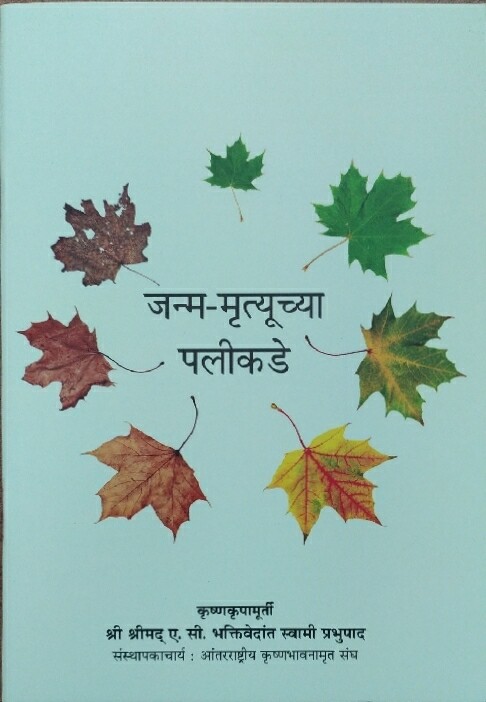 जन्म-मृत्यूच्या
पलीकडे
कृष्णकृपामूर्ती
श्री श्रीमद् ए. सी. भक्तिवेदांत स्वामी प्रभुपाद
संस्थापकाचार्य : आंतरराष्ट्रीय कृष्णभावनामृत संघ